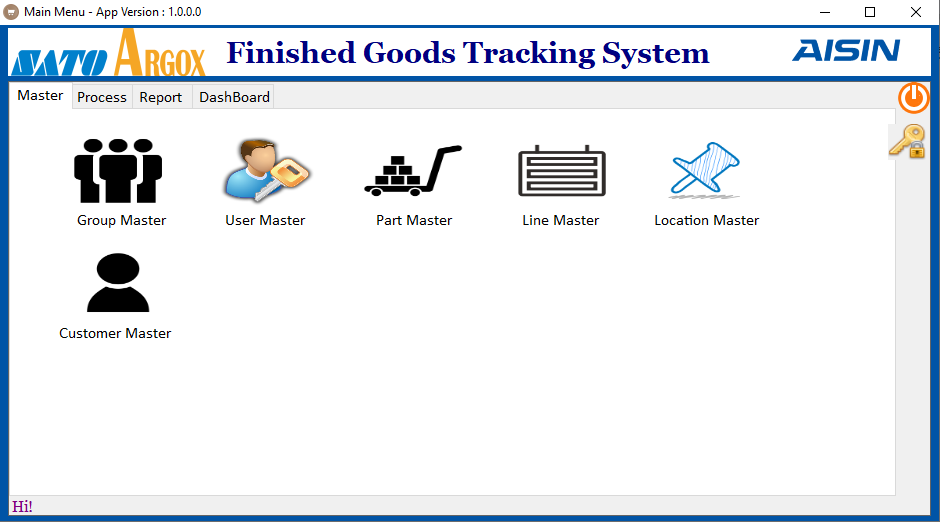 Main Menu - App Version : 1.0.0.0
SATO ARGOX Finished Goods Tracking System AISIN
Master Process Report DashBoard
Group Master User Master Part Master Line Master Location Master
Customer Master
Hi!